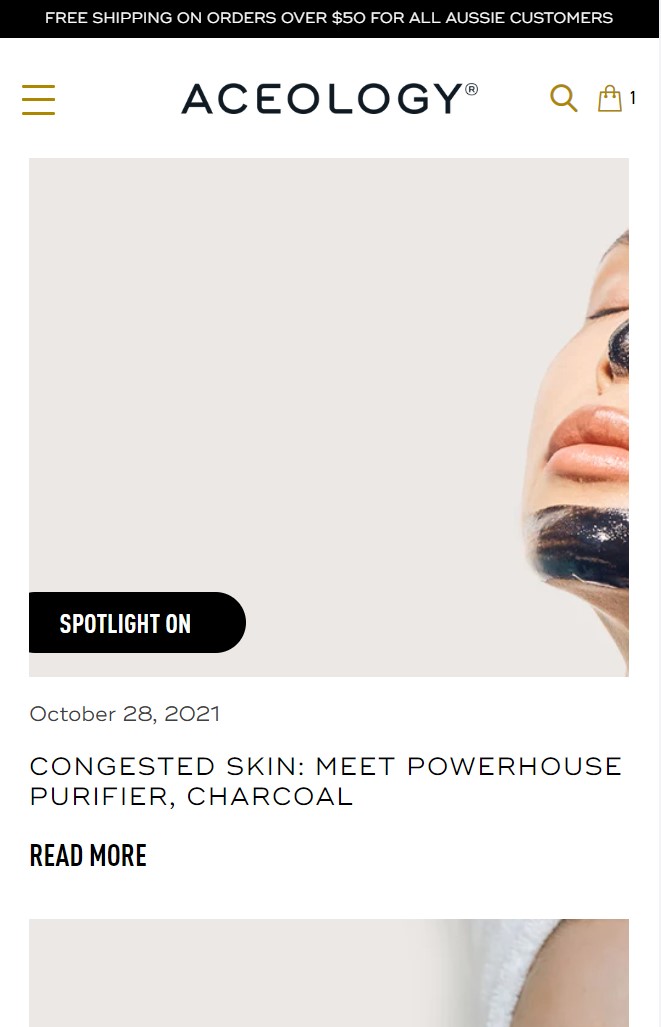 FREE SHIPPING ON ORDERS OVER $50 FOR ALL AUSSIE CUSTOMERS
ACEOLOGY®
1
SPOTLIGHT ON
October 28, 2021
CONGESTED SKIN: MEET POWERHOUSE
PURIFIER, CHARCOAL
READ MORE